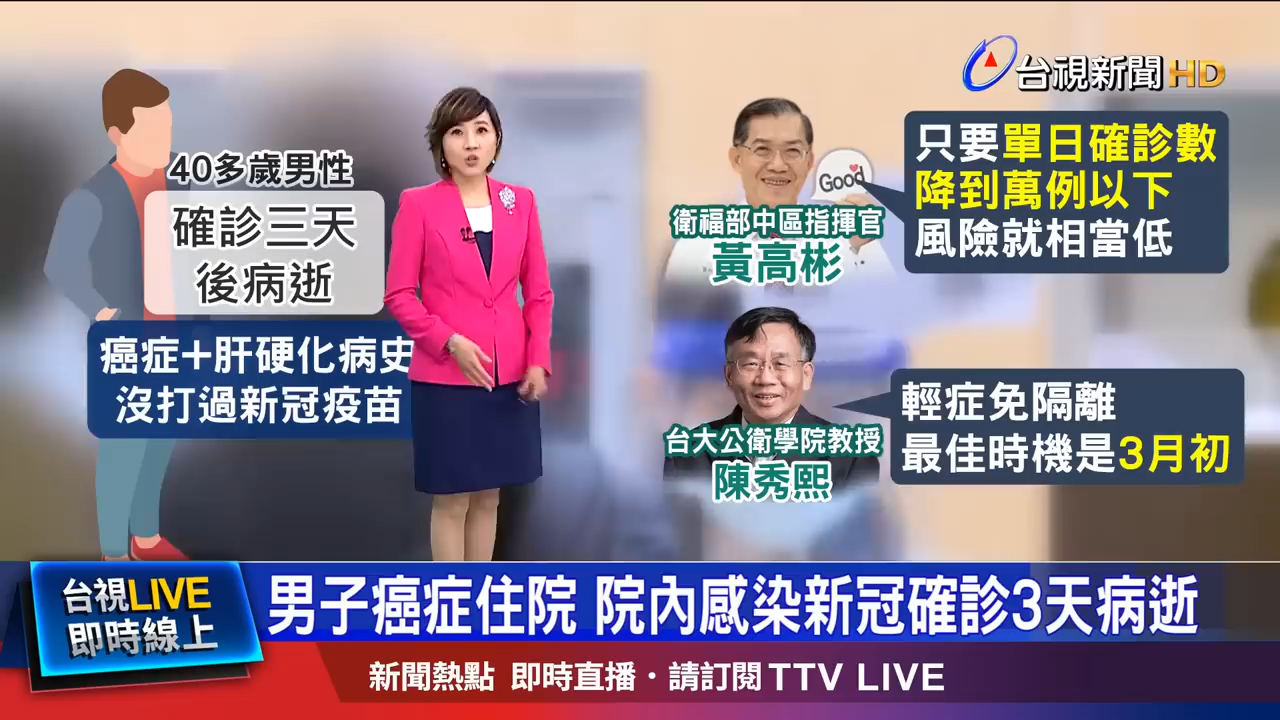 台視新聞HD
40多歲男性
確診三天
後病逝
癌症+肝硬化病史
沒打過新冠疫苗
Good
衛福部中區指揮官
黃高彬
只要單日確診數
降到萬例以下
風險就相當低
台大公衛學院教授
陳秀熙
輕症免隔離
最佳時機是3月初
台視LIVE
即時線上
男子癌症住院 院內感染新冠確診3天病逝
新聞熱點 即時直播・請訂閱TTV LIVE